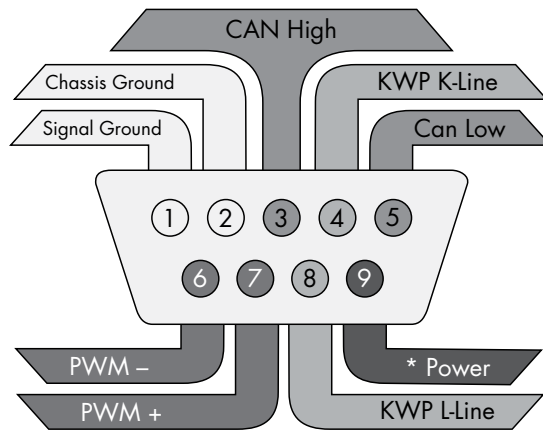 CAN High
Chassis Ground
KWP K-Line
Signal Ground
Can Low
1 2 3 4 5
6 7 8 9
PWM –
* Power
PWM +
KWP L-Line